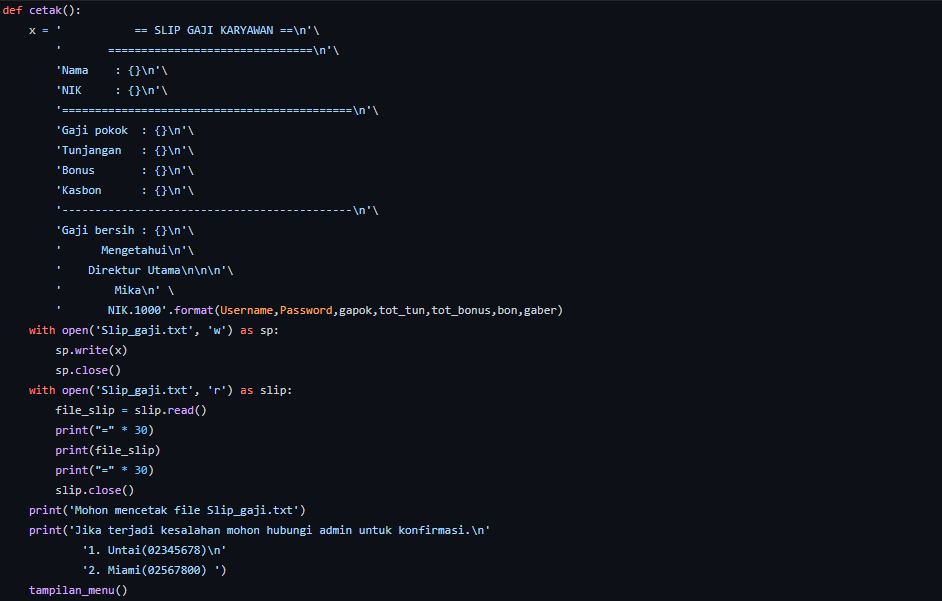 def cetak():
    x = '           == SLIP GAJI KARYAWAN ==\n'\
        '       ===============================\n'\
        'Nama    : {}\n'\
        'NIK     : {}\n'\
        '============================================\n'\
        'Gaji pokok  : {}\n'\
        'Tunjangan   : {}\n'\
        'Bonus       : {}\n'\
        'Kasbon      : {}\n'\
        '--------------------------------------------\n'\
        'Gaji bersih : {}\n'\
        '      Mengetahui\n'\
        '    Direktur Utama\n\n\n'\
        '        Mika\n' \
        '       NIK.1000'.format(Username,Password,gapok,tot_tun,tot_bonus,bon,gaber)
    with open('Slip_gaji.txt', 'w') as sp:
        sp.write(x)
        sp.close()
    with open('Slip_gaji.txt', 'r') as slip:
        file_slip = slip.read()
        print("=" * 30)
        print(file_slip)
        print("=" * 30)
        slip.close()
    print('Mohon mencetak file Slip_gaji.txt')
    print('Jika terjadi kesalahan mohon hubungi admin untuk konfirmasi.\n'
            '1. Untai(02345678)\n'
            '2. Miami(02567800) ')
    tampilan_menu()